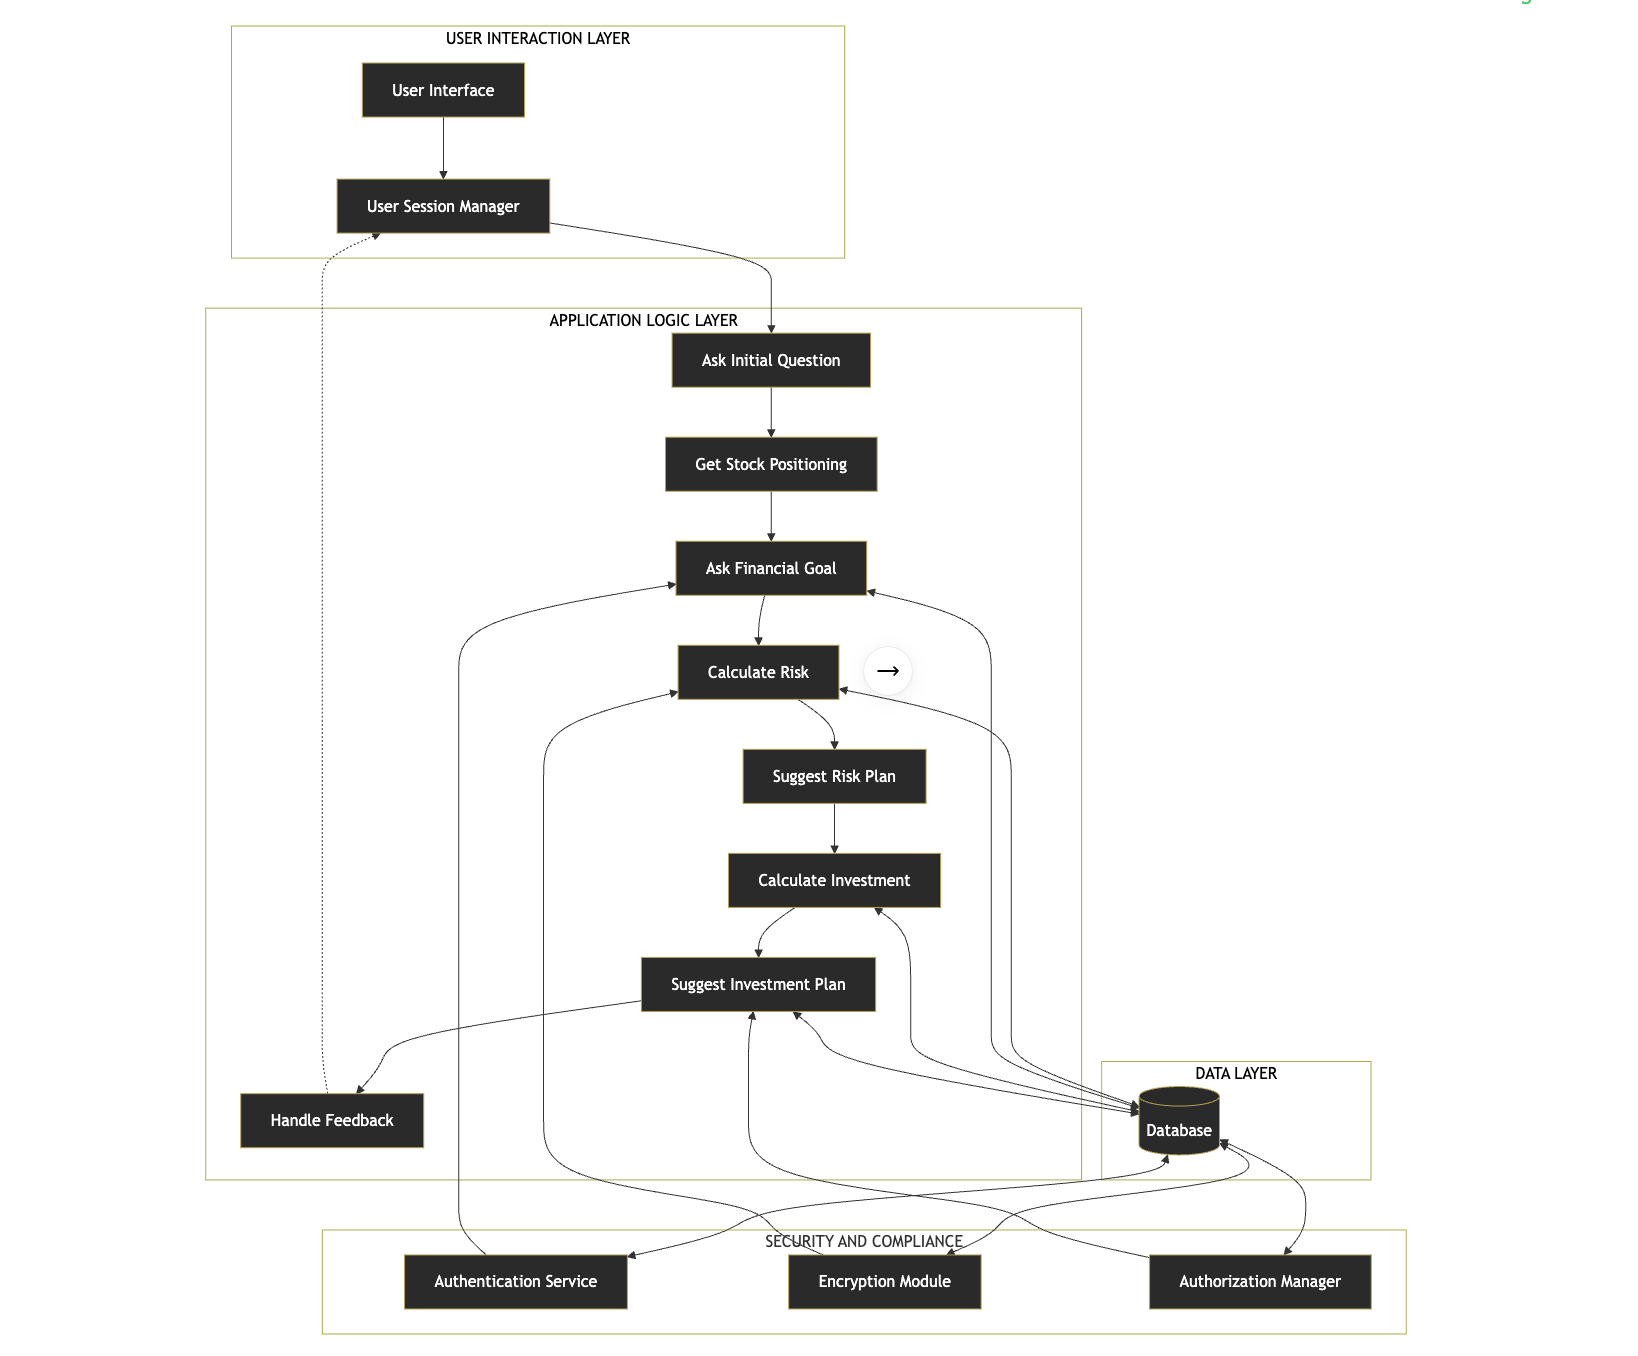 USER INTERACTION LAYER
User Interface
User Session Manager
APPLICATION LOGIC LAYER
Ask Initial Question
Get Stock Positioning
Ask Financial Goal
Calculate Risk
Suggest Risk Plan
Calculate Investment
Suggest Investment Plan
Handle Feedback
DATA LAYER
Database
SECURITY AND COMPLIANCE
Authentication Service
Encryption Module
Authorization Manager